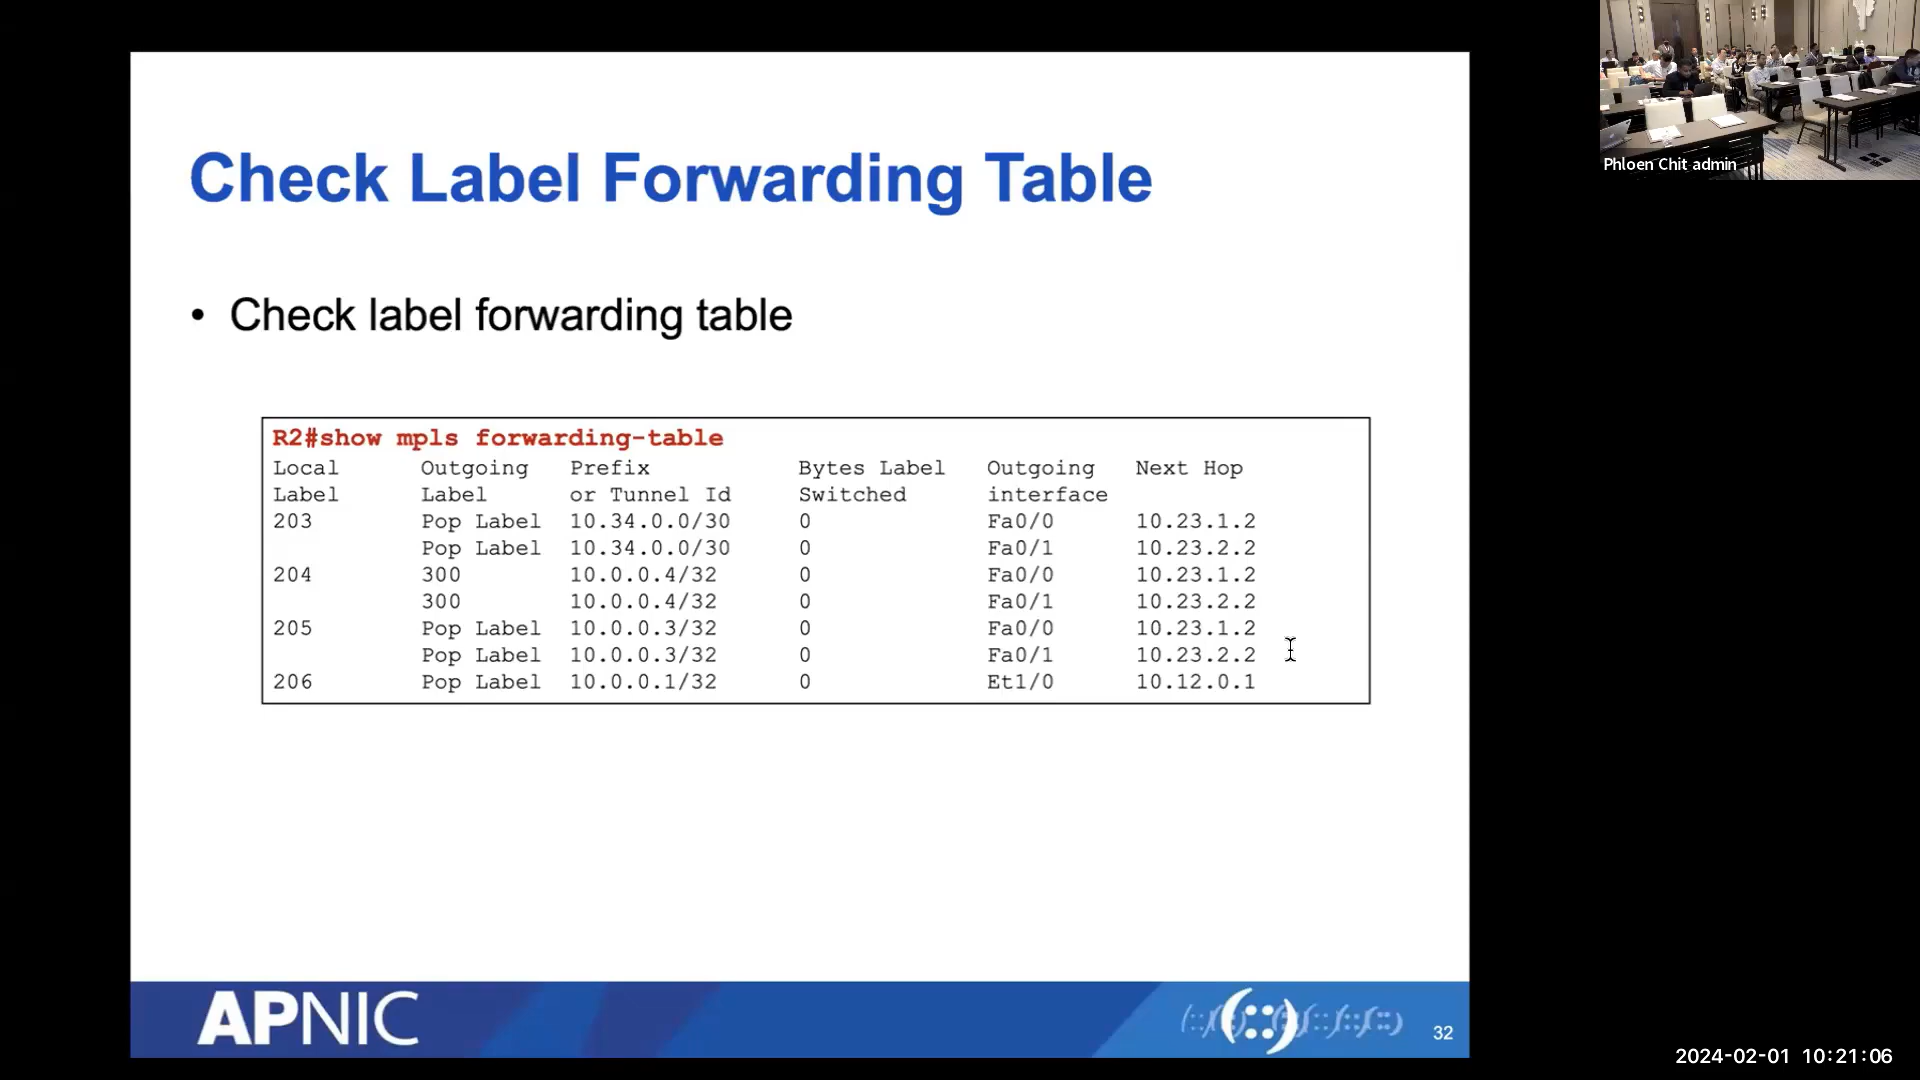 Check Label Forwarding Table
• Check label forwarding table
R2#show mpls forwarding-table
Local Outgoing Prefix Bytes Label Outgoing Next Hop
Label Label or Tunnel Id Switched interface
203 Pop Label 10.34.0.0/30 0 Fa0/0 10.23.1.2
Pop Label 10.34.0.0/30 0 Fa0/1 10.23.2.2
204 300 10.0.0.4/32 0 Fa0/0 10.23.1.2
300 10.0.0.4/32 0 Fa0/1 10.23.2.2
205 Pop Label 10.0.0.3/32 0 Fa0/0 10.23.1.2
Pop Label 10.0.0.3/32 0 Fa0/1 10.23.2.2
206 Pop Label 10.0.0.1/32 0 Et1/0 10.12.0.1
APNIC
32
Phloen Chit admin
2024-02-01 10:21:06